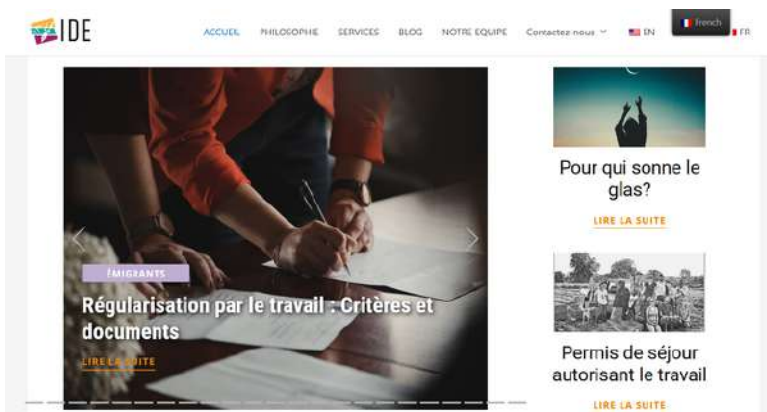 IDE
ACCUEIL PHILOSOPHIE SERVICES BLOG NOTRE EQUIPE Contactez-nous EN french FR
Pour qui sonne le
glas?
LIRE LA SUITE
ÉMIGRANTS
Régularisation par le travail : Critères et
documents
LIRE LA SUITE
Permis de séjour
autorisant le travail
LIRE LA SUITE